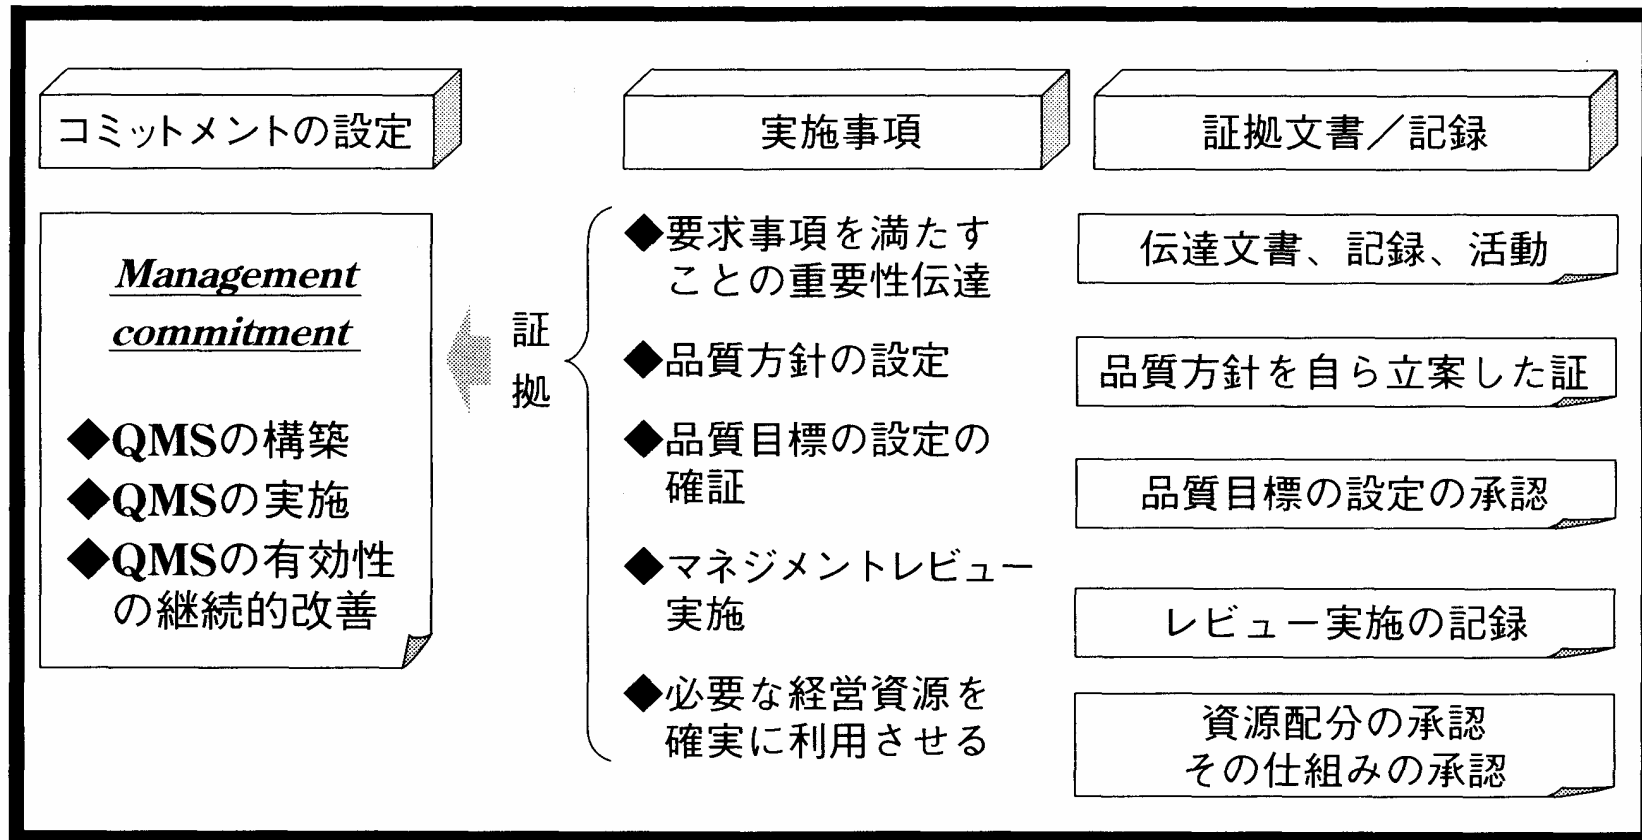 コミットメントの設定
実施事項
証拠文書／記録
Management
commitment
◆QMSの構築
◆QMSの実施
◆QMSの有効性
の継続的改善
証
拠
◆要求事項を満たす
ことの重要性伝達
◆品質方針の設定
◆品質目標の設定の
確証
◆マネジメントレビュー
実施
◆必要な経営資源を
確実に利用させる
伝達文書、記録、活動
品質方針を自ら立案した証
品質目標の設定の承認
レビュー実施の記録
資源配分の承認
その仕組みの承認